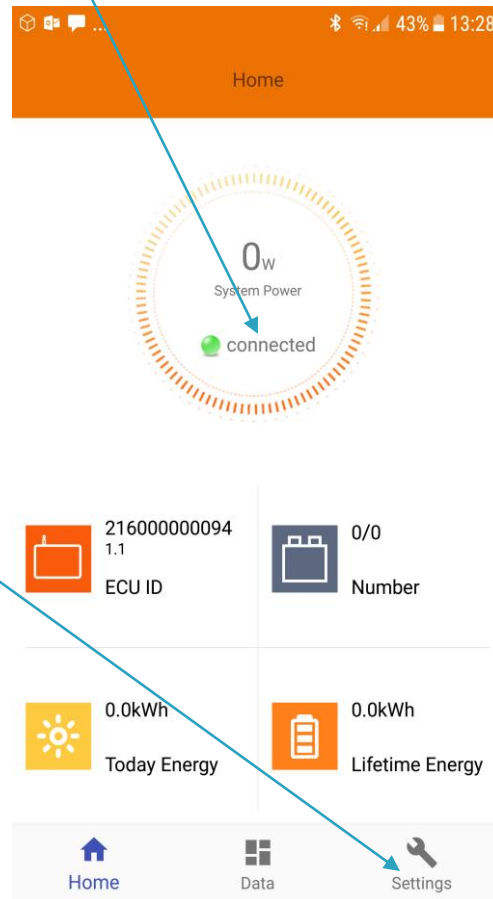 ... 43% 13:28
Home
0W
System Power
connected
216000000094
1.1
ECU ID
0/0
Number
0.0kWh
Today Energy
0.0kWh
Lifetime Energy
Home
Data
Settings